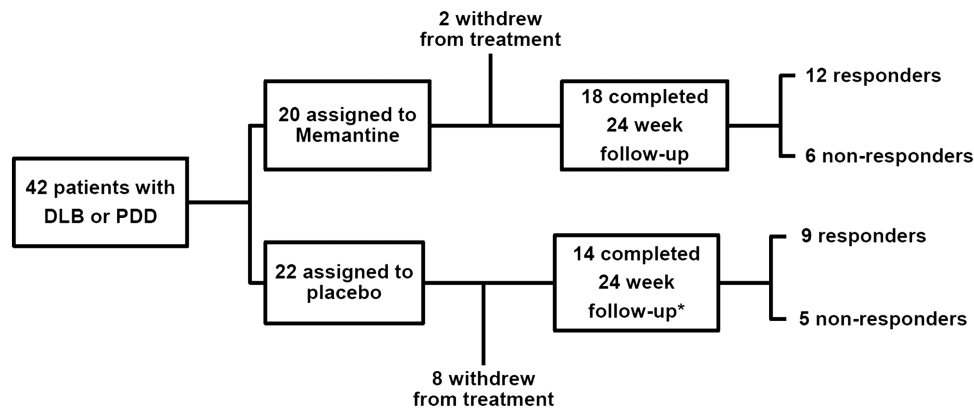 42 patients with
DLB or PDD
20 assigned to
Memantine
2 withdrew
from treatment
18 completed
24 week
follow-up
12 responders
6 non-responders
22 assigned to
placebo
8 withdrew
from treatment
14 completed
24 week
follow-up*
9 responders
5 non-responders